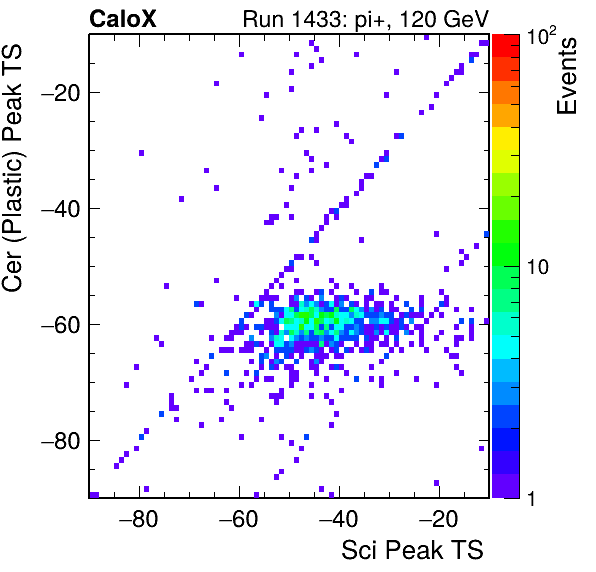 CaloX Run 1433: pi+, 120 GeV
Cer (Plastic) Peak TS
−20
−40
−60
−80
−80 −60 −40 −20
Sci Peak TS
10²
10
1
Events